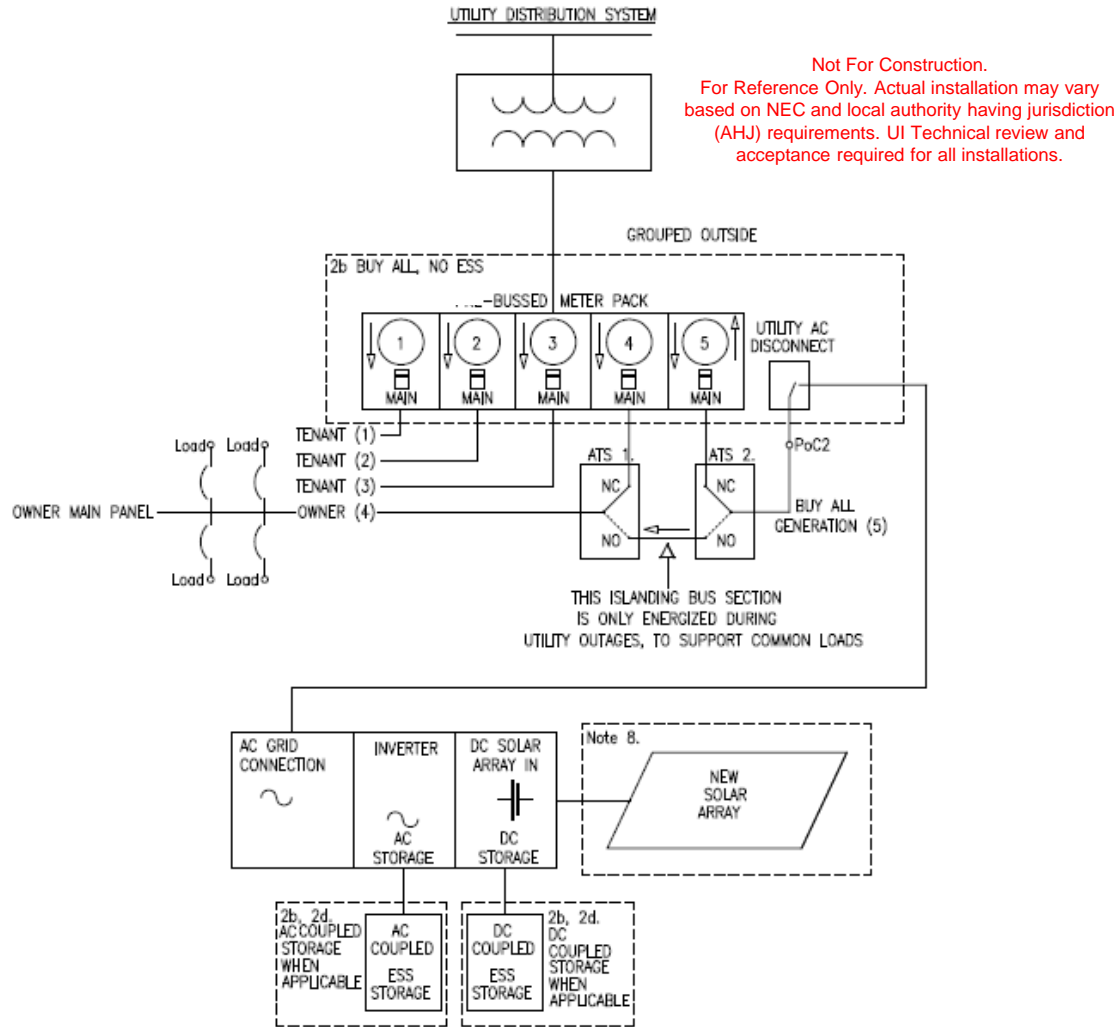 UTILITY DISTRIBUTION SYSTEM
Not For Construction.
For Reference Only. Actual installation may vary
based on NEC and local authority having jurisdiction
(AHJ) requirements. UI Technical review and
acceptance required for all installations.
GROUPED OUTSIDE
2b BUY ALL, NO ESS
-BUSSED METER PACK
UTILITY AC
DISCONNECT
1
2
3
4
5
MAIN
MAIN
MAIN
MAIN
MAIN
TENANT (1)
TENANT (2)
TENANT (3)
OWNER MAIN PANEL
OWNER (4)
Load
Load
Load
Load
ATS 1.
NC
NO
ATS 2.
NC
NO
PoC2
BUY ALL
GENERATION (5)
THIS ISLANDING BUS SECTION
IS ONLY ENERGIZED DURING
UTILITY OUTAGES, TO SUPPORT COMMON LOADS
AC GRID
CONNECTION
INVERTER
AC
STORAGE
DC SOLAR
ARRAY IN
DC
STORAGE
Note 8.
NEW
SOLAR
ARRAY
2b, 2d.
AC COUPLED
STORAGE
WHEN
APPLICABLE
AC
COUPLED
ESS
STORAGE
DC
COUPLED
ESS
STORAGE
2b, 2d.
DC
COUPLED
STORAGE
WHEN
APPLICABLE